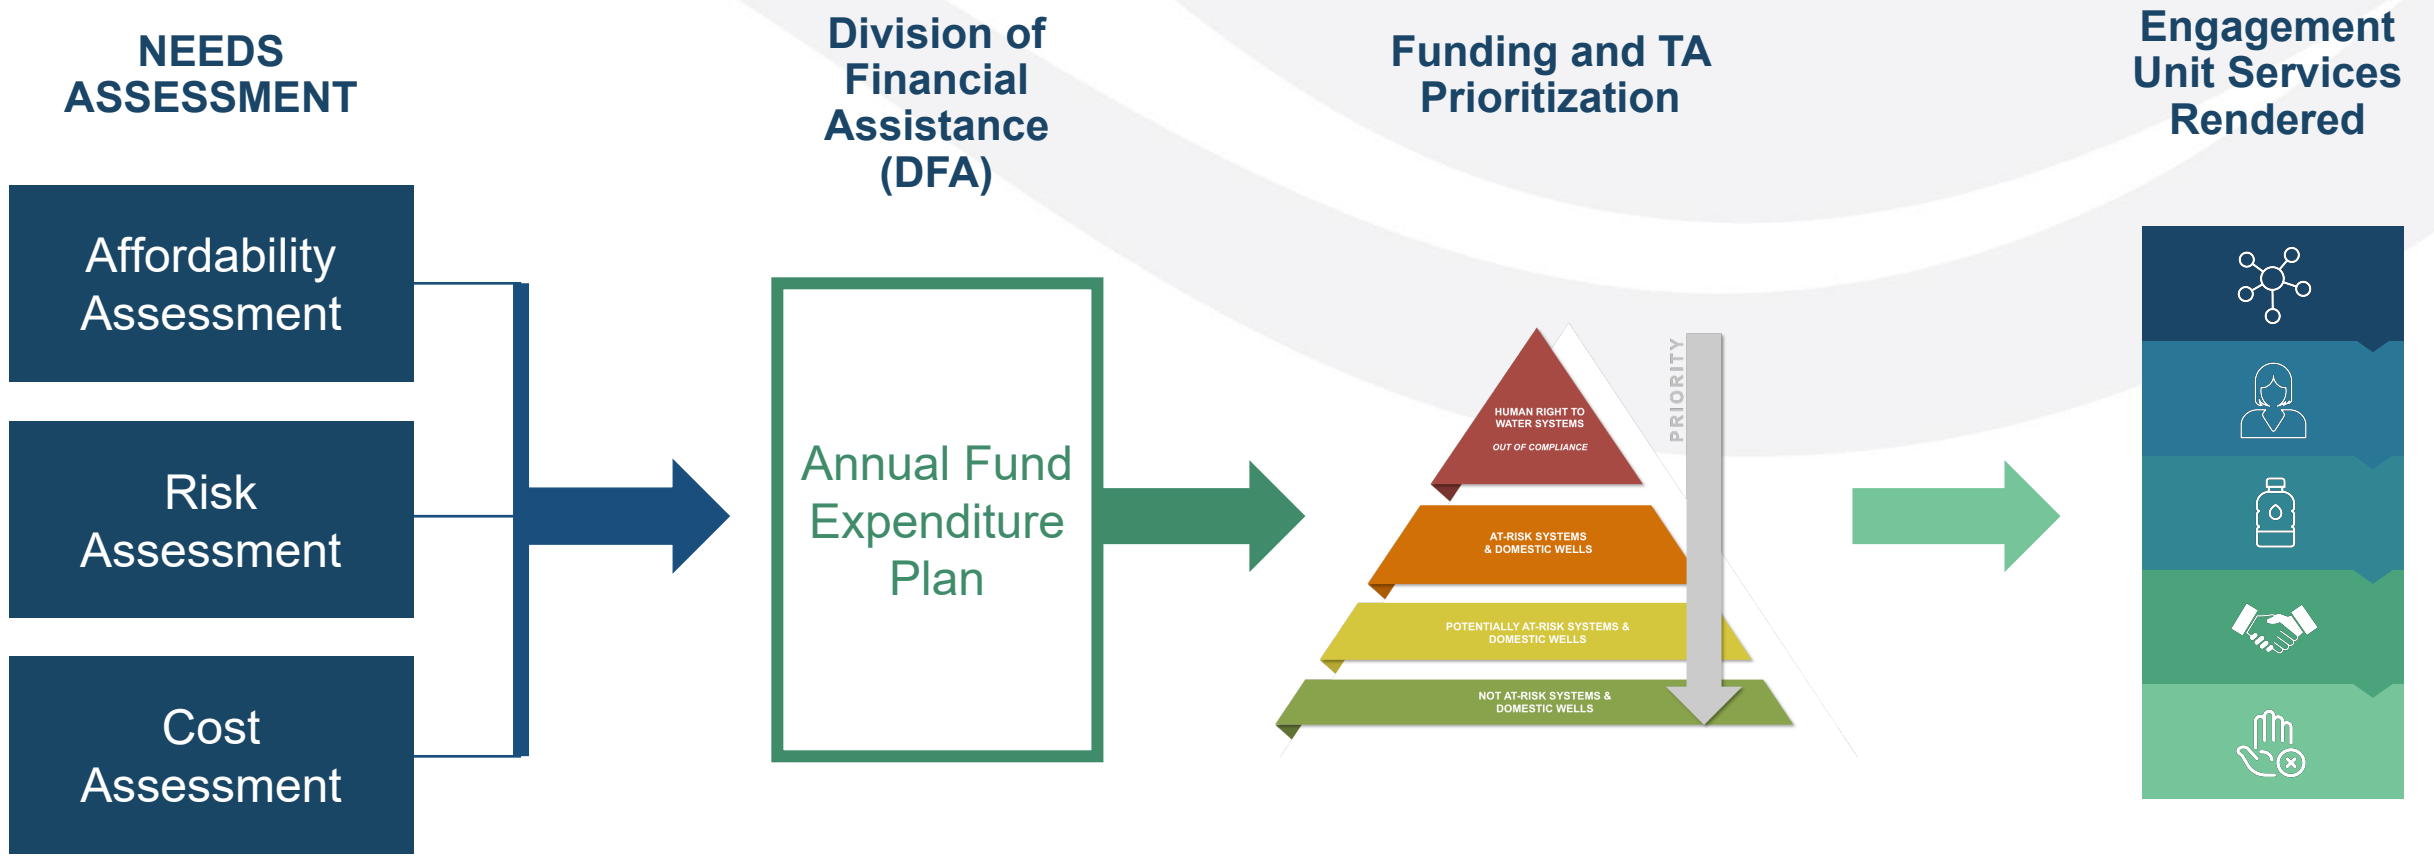 NEEDS
ASSESSMENT
Affordability
Assessment
Risk
Assessment
Cost
Assessment
Division of
Financial
Assistance
(DFA)
Annual Fund
Expenditure
Plan
Funding and TA
Prioritization
PRIORITY
HUMAN RIGHT TO
WATER SYSTEMS
OUT OF COMPLIANCE
AT-RISK SYSTEMS
& DOMESTIC WELLS
POTENTIALLY AT-RISK SYSTEMS &
DOMESTIC WELLS
NOT AT-RISK SYSTEMS &
DOMESTIC WELLS
Engagement
Unit Services
Rendered